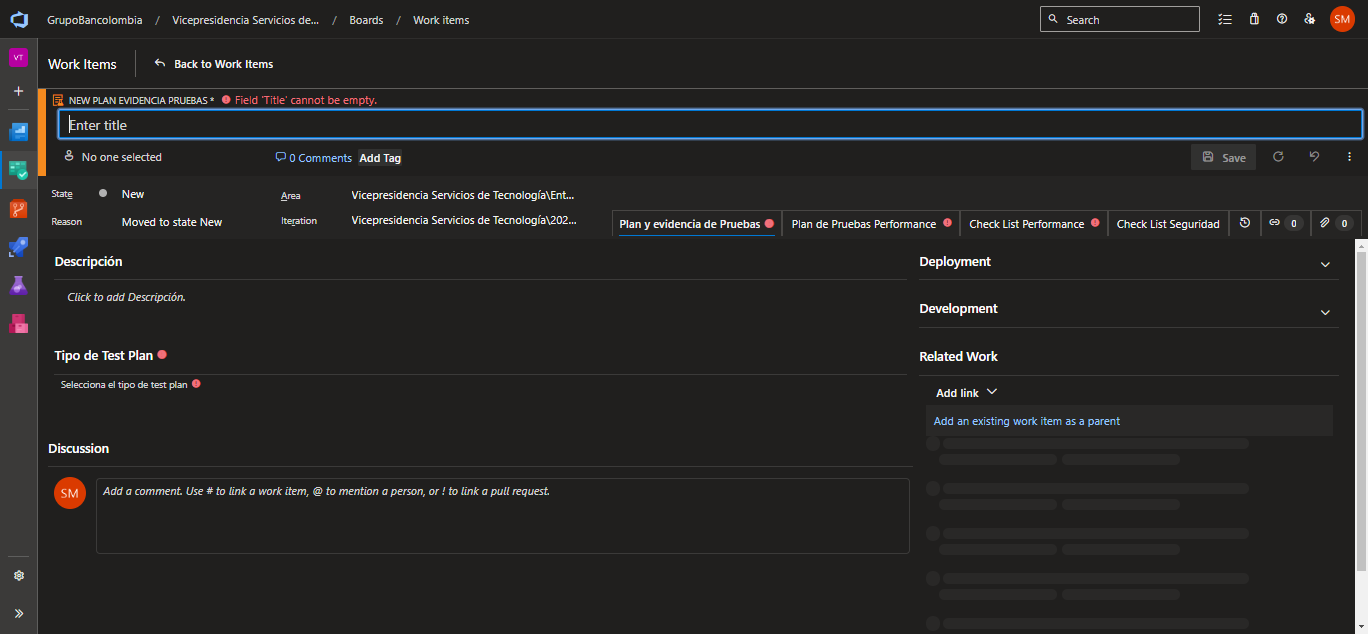 GrupoBancolombia / Vicepresidencia Servicios de... / Boards / Work items
Search
SM
VT
Work Items
Back to Work Items
NEW PLAN EVIDENCIA PRUEBAS * Field 'Title' cannot be empty.
Enter title
No one selected
0 Comments
Add Tag
Save
State
New
Area
Vicepresidencia Servicios de Tecnología\Ent...
Reason
Moved to state New
Iteration
Vicepresidencia Servicios de Tecnología\202...
Plan y evidencia de Pruebas
Plan de Pruebas Performance
Check List Performance
Check List Seguridad
0
0
Descripción
Click to add Descripción.
Tipo de Test Plan
Selecciona el tipo de test plan
Discussion
SM
Add a comment. Use # to link a work item, @ to mention a person, or ! to link a pull request.
Deployment
Development
Related Work
Add link
Add an existing work item as a parent